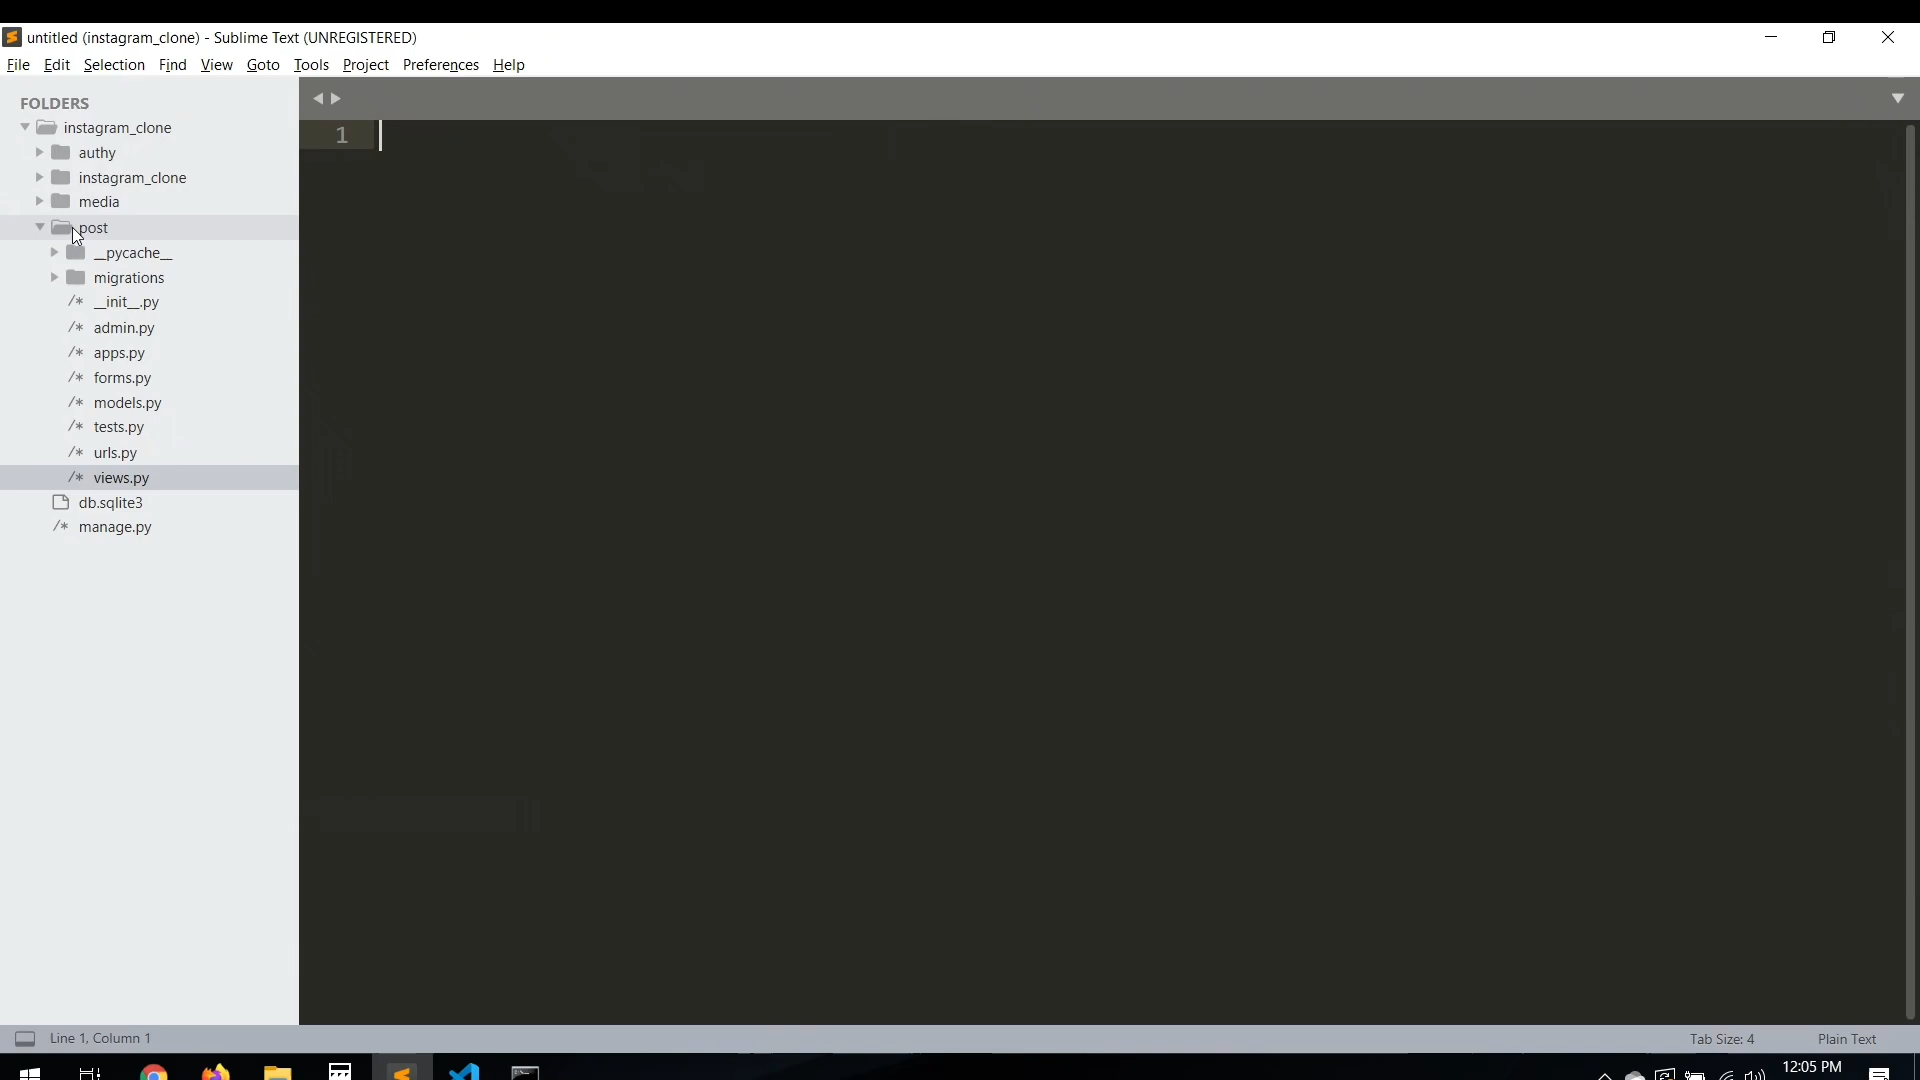 untitled (instagram_clone) - Sublime Text (UNREGISTERED)
File Edit Selection Find View Goto Tools Project Preferences Help
FOLDERS
instagram_clone
authy
instagram_clone
media
post
__pycache__
migrations
/* __init__.py
/* admin.py
/* apps.py
/* forms.py
/* models.py
/* tests.py
/* urls.py
/* views.py
db.sqlite3
/* manage.py
1
Line 1, Column 1
Tab Size: 4
Plain Text
12:05 PM